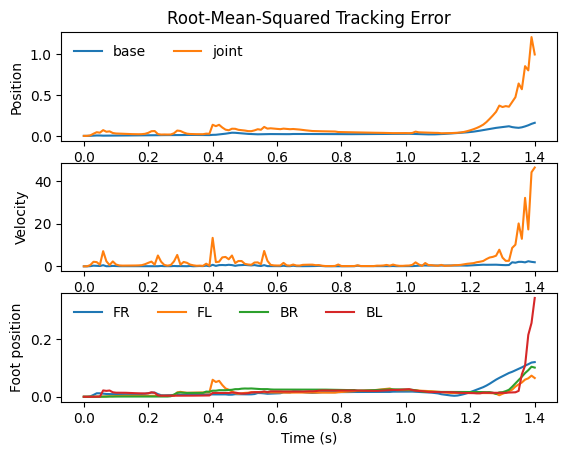 Root-Mean-Squared Tracking Error
base joint
Position
1.0
0.5
0.0
0.0 0.2 0.4 0.6 0.8 1.0 1.2 1.4
Velocity
40
20
0
0.0 0.2 0.4 0.6 0.8 1.0 1.2 1.4
FR FL BR BL
Foot position
0.2
0.0
0.0 0.2 0.4 0.6 0.8 1.0 1.2 1.4
Time (s)